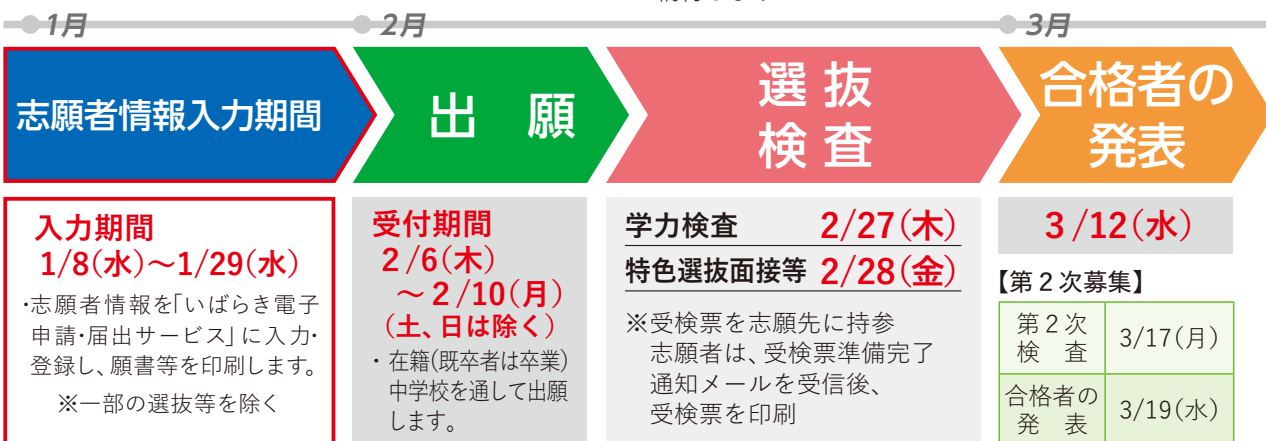 1月
2月
3月
志願者情報入力期間
出 願
選抜
検査
合格者の
発表
入力期間
1/8(水)～1/29(水)
・志願者情報を「いばらき電子
申請・届出サービス」に入力・
登録し、願書等を印刷します。
※一部の選抜等を除く
受付期間
2/6(木)
～2/10(月)
(土、日は除く)
・在籍(既卒者は卒業)
中学校を通して出願
します。
学力検査 2/27(木)
特色選抜面接等 2/28(金)
※受検票を志願先に持参
志願者は、受検票準備完了
通知メールを受信後、
受検票を印刷
3/12(水)
【第2次募集】
第2次
検 査
3/17(月)
合格者の
発 表
3/19(水)